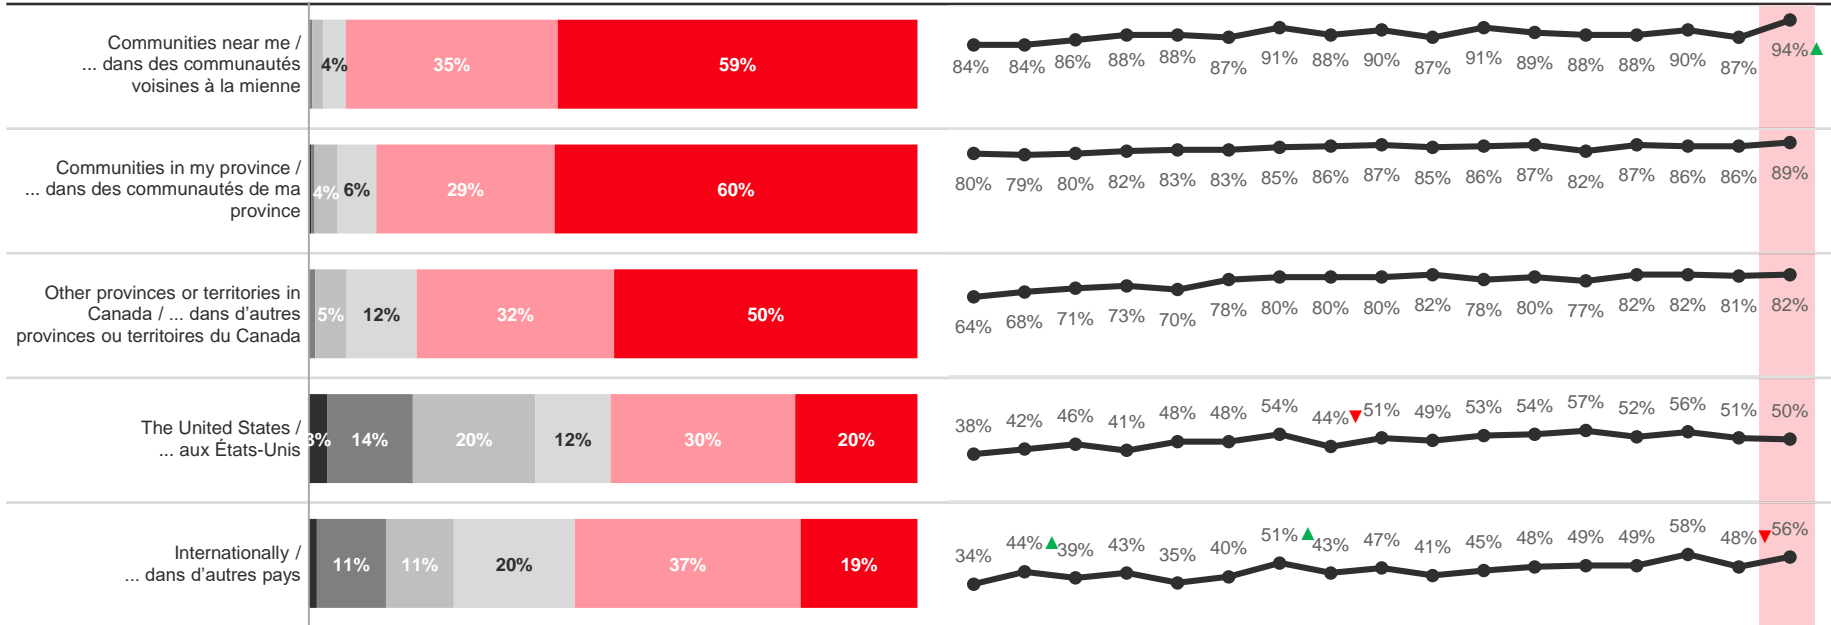 Communities near me /
... dans des communautés
voisines à la mienne
4% 35% 59%
84% 84% 86% 88% 88% 87% 91% 88% 90% 87% 91% 89% 88% 88% 90% 87% 94%
Communities in my province /
... dans des communautés de ma
province
4% 6% 29% 60%
80% 79% 80% 82% 83% 83% 85% 86% 87% 85% 86% 87% 82% 87% 86% 86% 89%
Other provinces or territories in
Canada / ... dans d'autres
provinces ou territoires du Canada
5% 12% 32% 50%
64% 68% 71% 73% 70% 78% 80% 80% 80% 82% 78% 80% 77% 82% 82% 81% 82%
The United States /
... aux États-Unis
3% 14% 20% 12% 30% 20%
38% 42% 46% 41% 48% 48% 54% 44% 51% 49% 53% 54% 57% 52% 56% 51% 50%
Internationally /
... dans d'autres pays
11% 11% 20% 37% 19%
34% 44% 39% 43% 35% 40% 51% 43% 47% 41% 45% 48% 49% 49% 58% 48% 56%